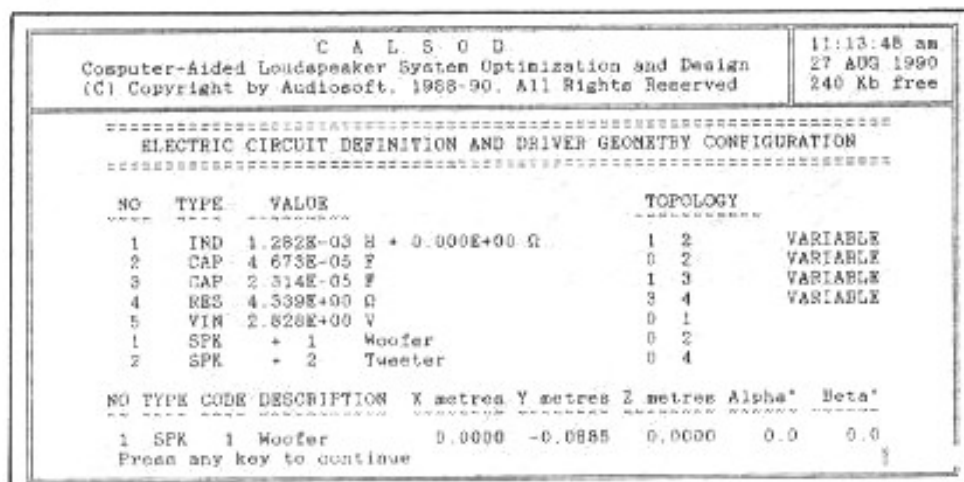 C A L S O D
Computer-Aided Loudspeaker System Optimization and Design
(C) Copyright by Audiosoft, 1988-90. All Rights Reserved
11:13:48 am
27 AUG 1990
240 Kb free
ELECTRIC CIRCUIT DEFINITION AND DRIVER GEOMETRY CONFIGURATION
NO TYPE VALUE TOPOLOGY
1 IND 1.282E-03 H + 0.000E+00 Ω 1 2 VARIABLE
2 CAP 4.673E-05 F 0 2 VARIABLE
3 CAP 2.314E-05 F 1 3 VARIABLE
4 RES 4.339E+00 Ω 3 4 VARIABLE
5 VIN 2.828E+00 V 0 1
1 SPK + 1 Woofer 0 2
2 SPK + 2 Tweeter 0 4
NO TYPE CODE DESCRIPTION X metres Y metres Z metres Alpha° Beta°
1 SPK 1 Woofer 0.0000 -0.0885 0.0000 0.0 0.0
Press any key to continue